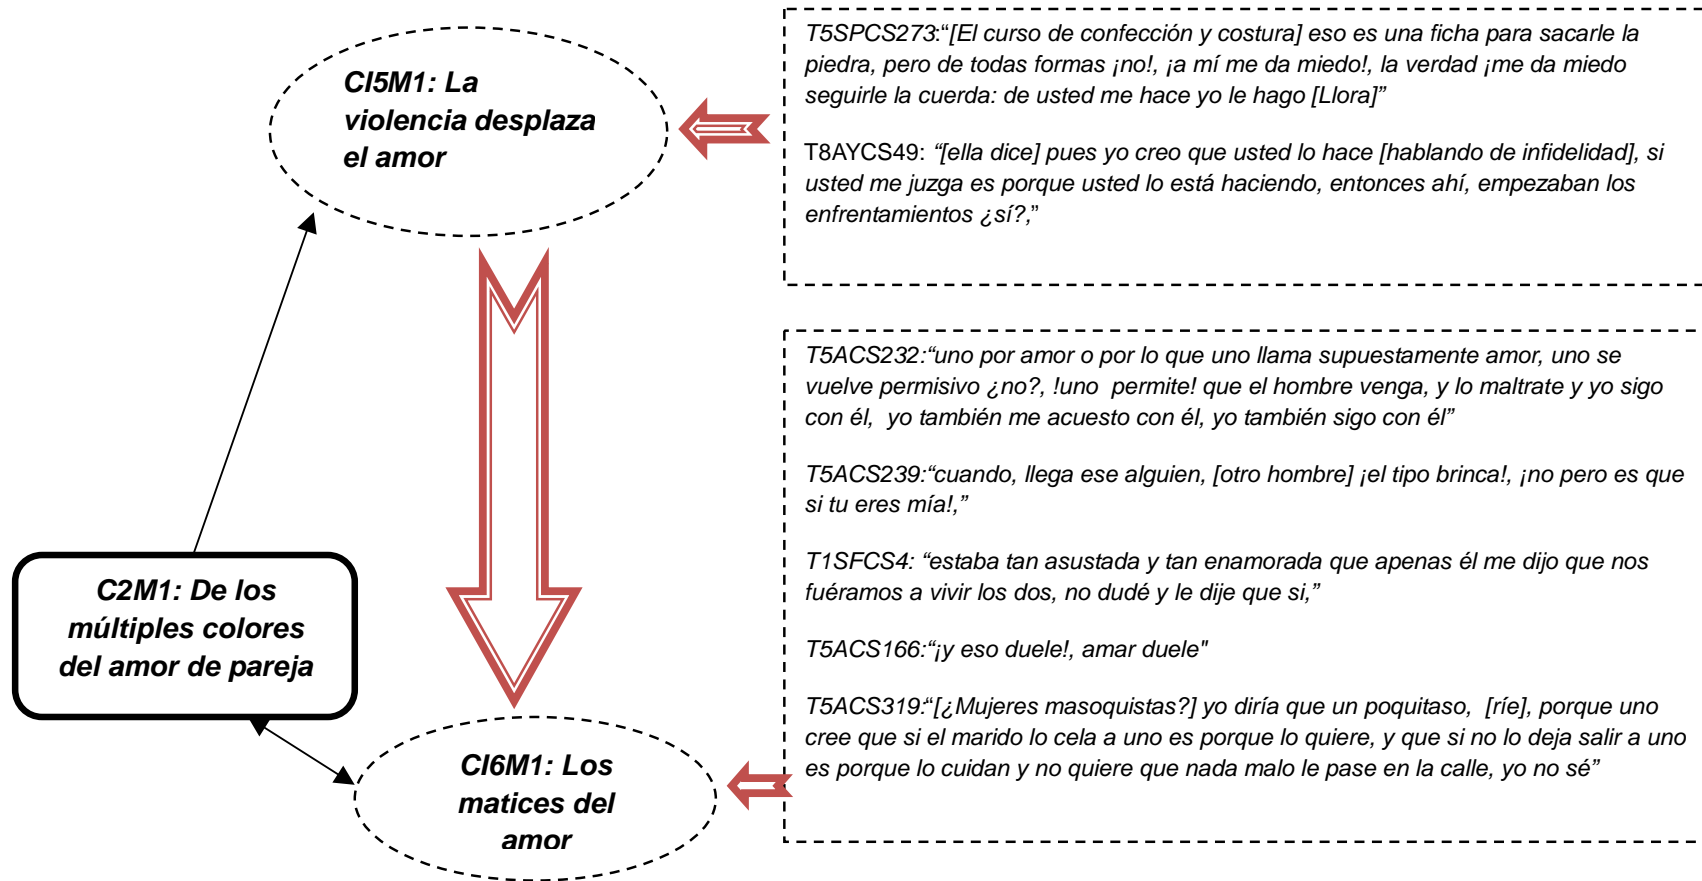 CI5M1: La
violencia desplaza
el amor
T5SPCS273:“[El curso de confección y costura] eso es una ficha para sacarle la
piedra, pero de todas formas ¡no!, ¡a mí me da miedo!, la verdad ¡me da miedo
seguirle la cuerda: de usted me hace yo le hago [Llora]”
T8AYCS49: “[ella dice] pues yo creo que usted lo hace [hablando de infidelidad], si
usted me juzga es porque usted lo está haciendo, entonces ahí, empezaban los
enfrentamientos ¿sí?,”
T5ACS232:“uno por amor o por lo que uno llama supuestamente amor, uno se
vuelve permisivo ¿no?, !uno permite! que el hombre venga, y lo maltrate y yo sigo
con él, yo también me acuesto con él, yo también sigo con él”
T5ACS239:“cuando, llega ese alguien, [otro hombre] ¡el tipo brinca!, ¡no pero es que
si tu eres mía!,”
T1SFCS4: “estaba tan asustada y tan enamorada que apenas él me dijo que nos
fuéramos a vivir los dos, no dudé y le dije que si,”
T5ACS166:“¡y eso duele!, amar duele"
T5ACS319:“[¿Mujeres masoquistas?] yo diría que un poquitaso, [ríe], porque uno
cree que si el marido lo cela a uno es porque lo quiere, y que si no lo deja salir a uno
es porque lo cuidan y no quiere que nada malo le pase en la calle, yo no sé”
C2M1: De los
múltiples colores
del amor de pareja
CI6M1: Los
matices del
amor